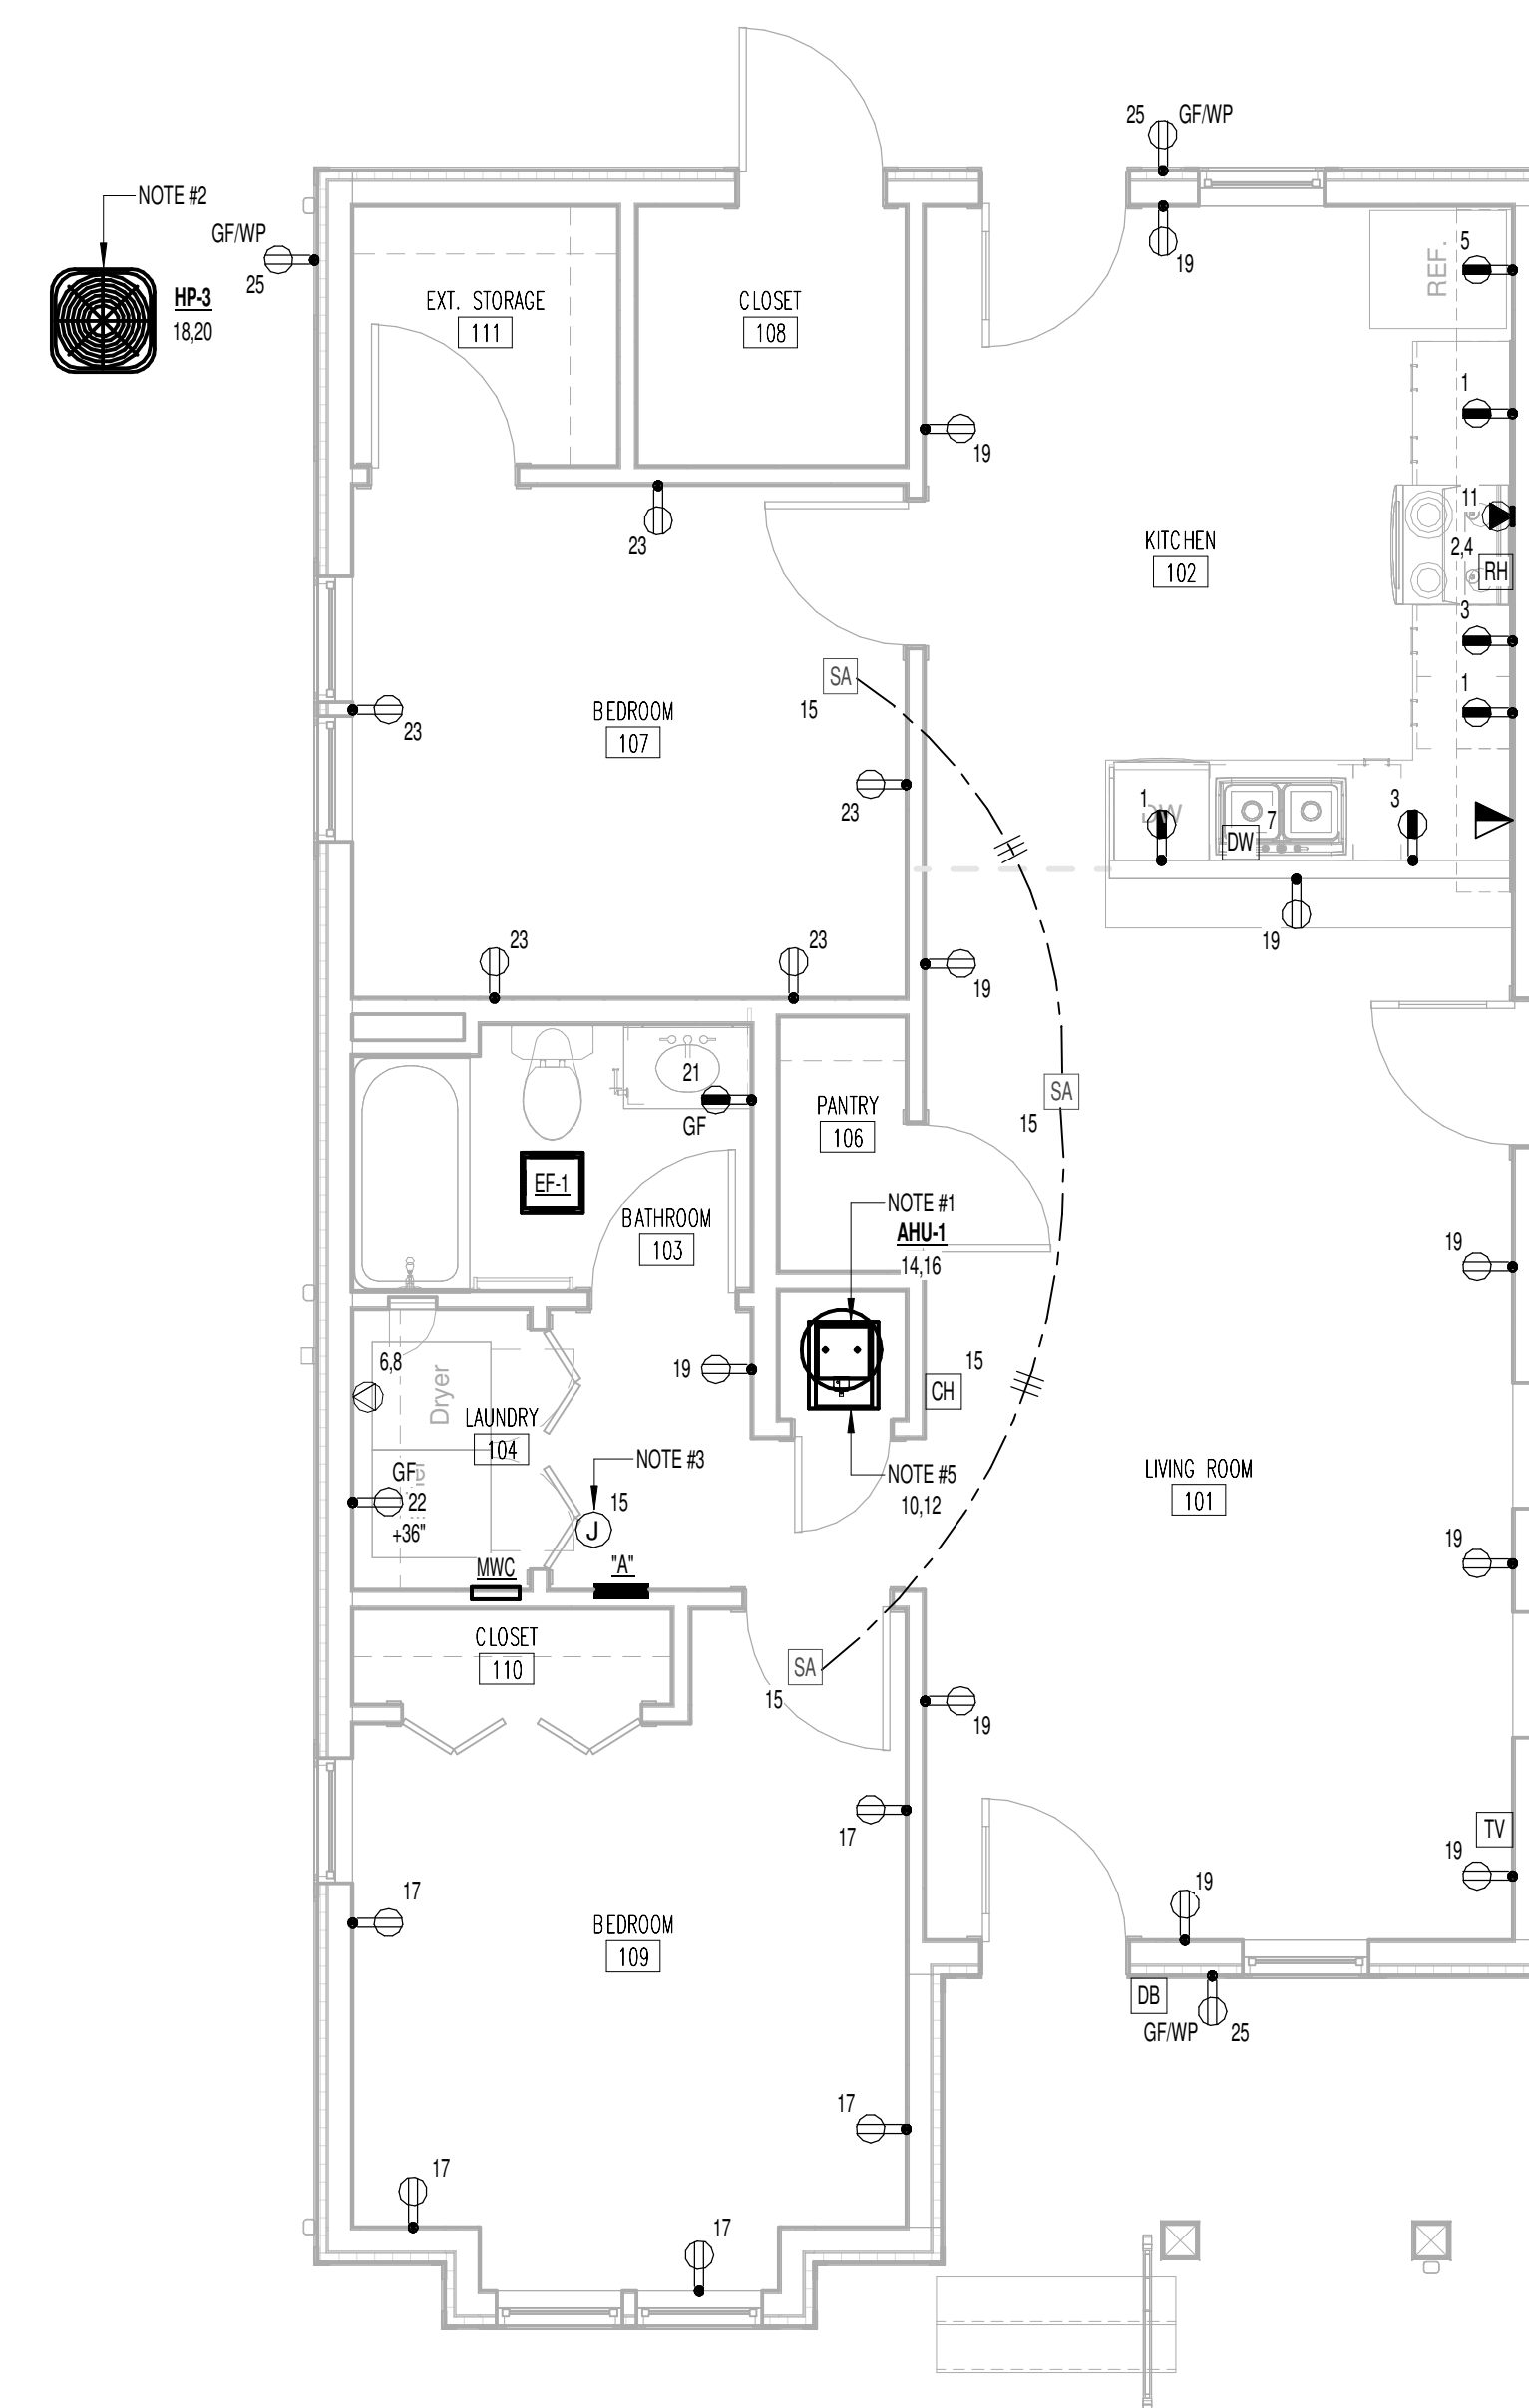 25 GF/WP
NOTE #2
GF/WP
25
HP-3
18,20
19
5
REF.
EXT. STORAGE
111
CLOSET
108
1
19
11
23
KITCHEN
102
2,4
RH
3
SA
15
1
BEDROOM
107
23
23
1
DW
7
DW
3
23
23
19
19
21
GF
SA
15
PANTRY
106
EF-1
NOTE #1
AHU-1
14,16
BATHROOM
103
19
6,8
Dryer
19
15
CH
LAUNDRY
104
GF
22
+36"
NOTE #3
15
J
NOTE #5
10,12
LIVING ROOM
101
19
MWC
"A"
CLOSET
110
SA
15
19
17
TV
19
17
19
BEDROOM
109
DB
GF/WP 25
17
17
17